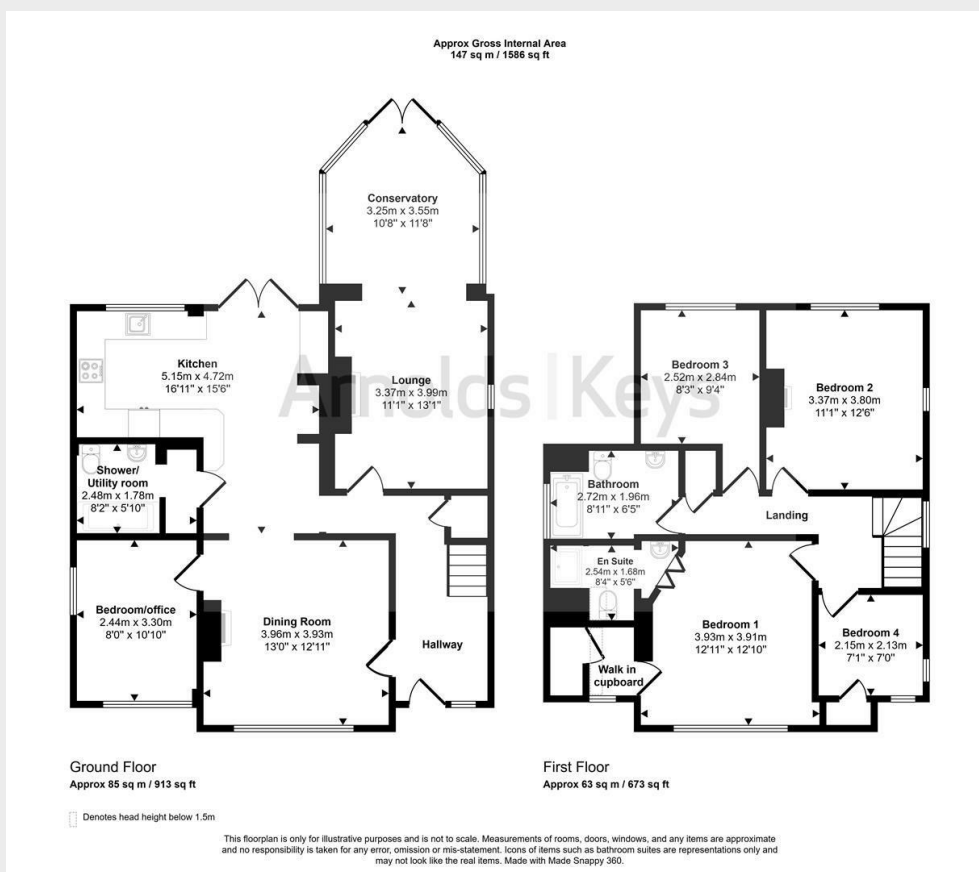 Approx Gross Internal Area
147 sq m / 1586 sq ft
Conservatory
3.25m x 3.55m
10'8" x 11'8"
Kitchen
5.15m x 4.72m
16'11" x 15'6"
Lounge
3.37m x 3.99m
11'1" x 13'1"
Arnolds | Keys
Shower/
Utility room
2.48m x 1.78m
8'2" x 5'10"
Bedroom/office
2.44m x 3.30m
8'0" x 10'10"
Dining Room
3.96m x 3.93m
13'0" x 12'11"
Hallway
Bedroom 3
2.52m x 2.84m
8'3" x 9'4"
Bedroom 2
3.37m x 3.80m
11'1" x 12'6"
Bathroom
2.72m x 1.96m
8'11" x 6'5"
Landing
En Suite
2.54m x 1.68m
8'4" x 5'6"
Bedroom 1
3.93m x 3.91m
12'11" x 12'10"
Bedroom 4
2.15m x 2.13m
7'1" x 7'0"
Walk in
cupboard
Ground Floor
Approx 85 sq m / 913 sq ft
First Floor
Approx 63 sq m / 673 sq ft
Denotes head height below 1.5m
This floorplan is only for illustrative purposes and is not to scale. Measurements of rooms, doors, windows, and any items are approximate
and no responsibility is taken for any error, omission or mis-statement. Icons of items such as bathroom suites are representations only and
may not look like the real items. Made with Made Snappy 360.